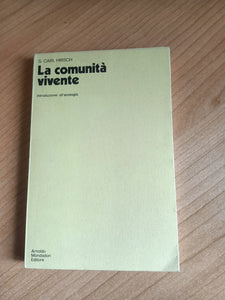 S. CARL HIRSCH
La comunità
vivente
introduzione all'ecologia
Arnoldo
Mondadori
Editore